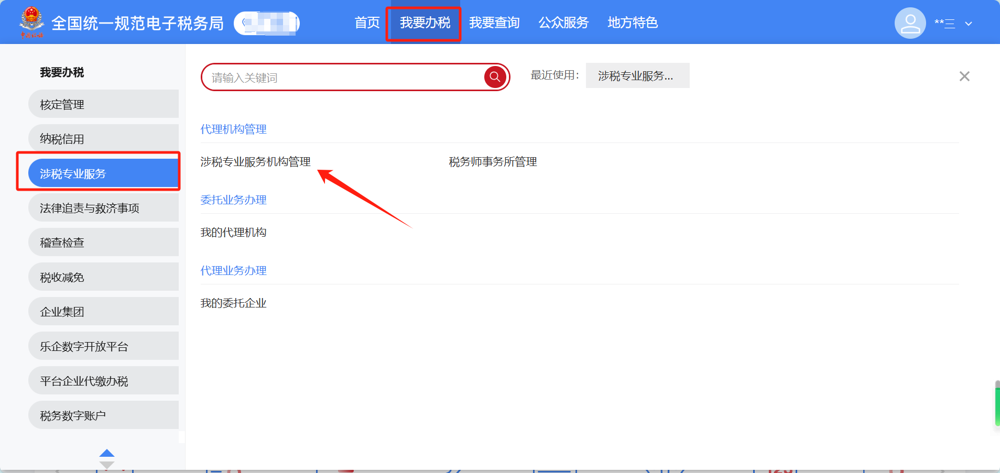 全国统一规范电子税务局
首页 我要办税 我要查询 公众服务 地方特色
**三
我要办税
核定管理
纳税信用
涉税专业服务
法律追责与救济事项
稽查检查
税收减免
企业集团
乐企数字开放平台
平台企业代缴办税
税务数字账户
请输入关键词
最近使用：
涉税专业服务...
代理机构管理
涉税专业服务机构管理 税务师事务所管理
委托业务办理
我的代理机构
代理业务办理
我的委托企业